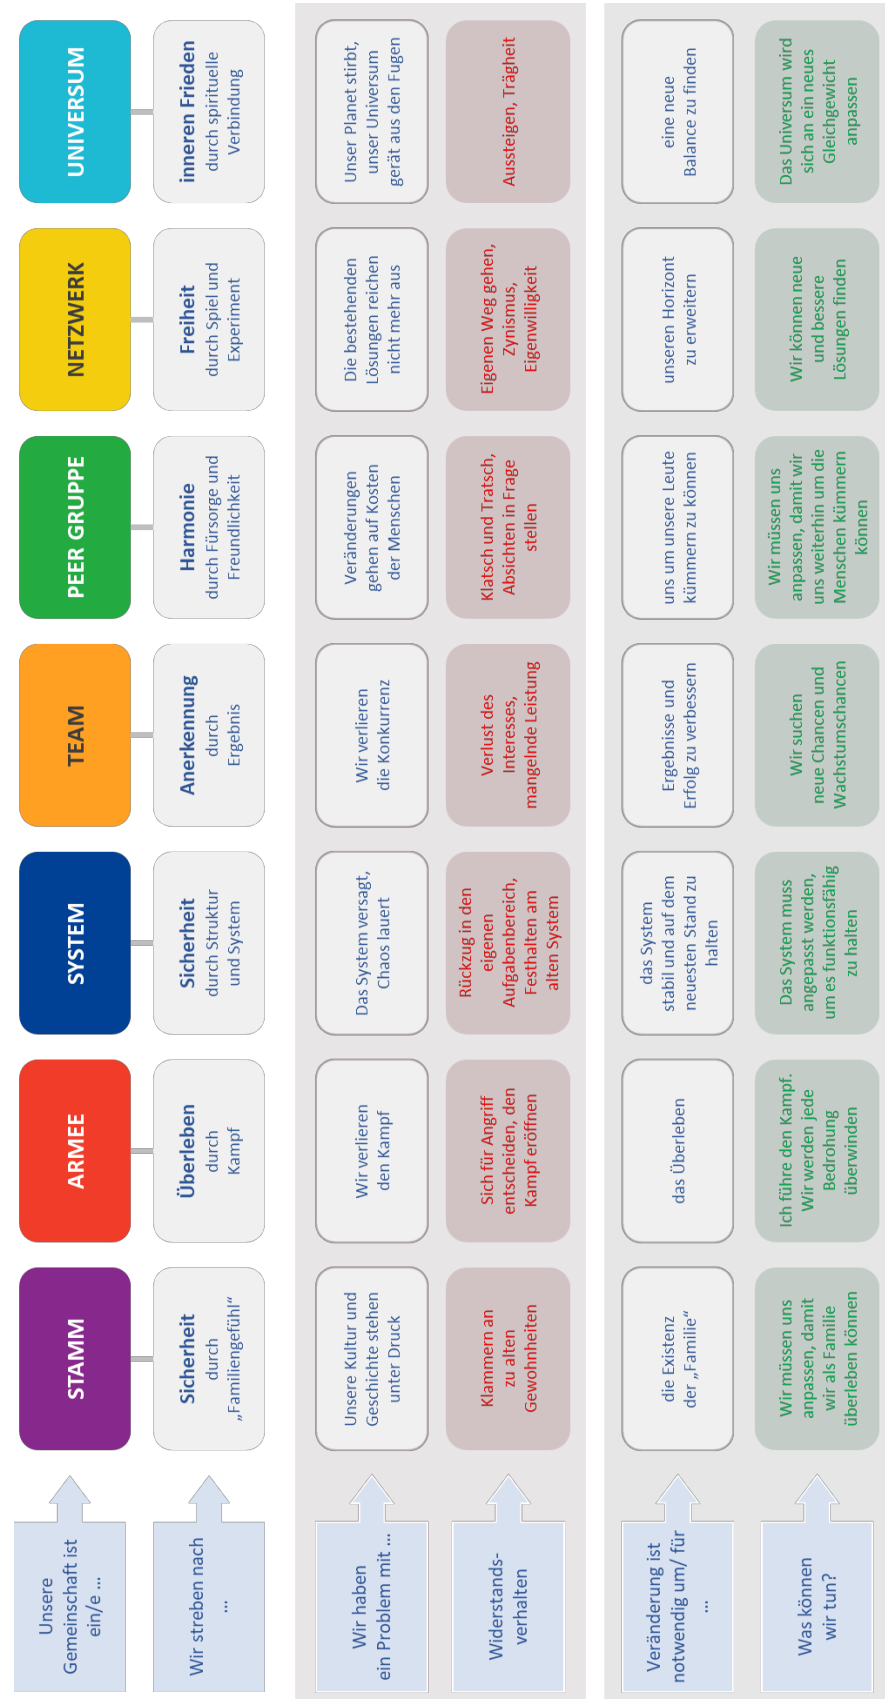 Unsere
Gemeinschaft ist
ein/e ...
STAMM
ARMEE
SYSTEM
TEAM
PEER GRUPPE
NETZWERK
UNIVERSUM
Wir streben nach
...
Sicherheit
durch
„Familiengefühl“
Überleben
durch
Kampf
Sicherheit
durch Struktur
und System
Anerkennung
durch
Ergebnis
Harmonie
durch Fürsorge und
Freundlichkeit
Freiheit
durch Spiel und
Experiment
inneren Frieden
durch spirituelle
Verbindung
Wir haben
ein Problem mit ...
Unsere Kultur und
Geschichte stehen
unter Druck
Wir verlieren
den Kampf
Das System versagt,
Chaos lauert
Wir verlieren
die Konkurrenz
Veränderungen
gehen auf Kosten
der Menschen
Die bestehenden
Lösungen reichen
nicht mehr aus
Unser Planet stirbt,
unser Universum
gerät aus den Fugen
Widerstands-
verhalten
Klammern an
zu alten
Gewohnheiten
Sich für Angriff
entscheiden, den
Kampf eröffnen
Rückzug in den
eigenen
Aufgabenbereich,
Festhalten am
alten System
Verlust des
Interesses,
mangelnde Leistung
Klatsch und Tratsch,
Absichten in Frage
stellen
Eigenen Weg gehen,
Zynismus,
Eigenwilligkeit
Aussteigen, Trägheit
Veränderung ist
notwendig um/ für
...
die Existenz
der „Familie“
das Überleben
das System
stabil und auf dem
neuesten Stand zu
halten
Ergebnisse und
Erfolg zu verbessern
uns um unsere Leute
kümmern zu können
unseren Horizont
zu erweitern
eine neue
Balance zu finden
Was können
wir tun?
Wir müssen uns
anpassen, damit
wir als Familie
überleben können
Ich führe den Kampf.
Wir werden jede
Bedrohung
überwinden
Das System muss
angepasst werden,
um es funktionsfähig
zu halten
Wir suchen
neue Chancen und
Wachstumschancen
Wir müssen uns
anpassen, damit wir
uns weiterhin um die
Menschen kümmern
können
Wir können neue
und bessere
Lösungen finden
Das Universum wird
sich an ein neues
Gleichgewicht
anpassen